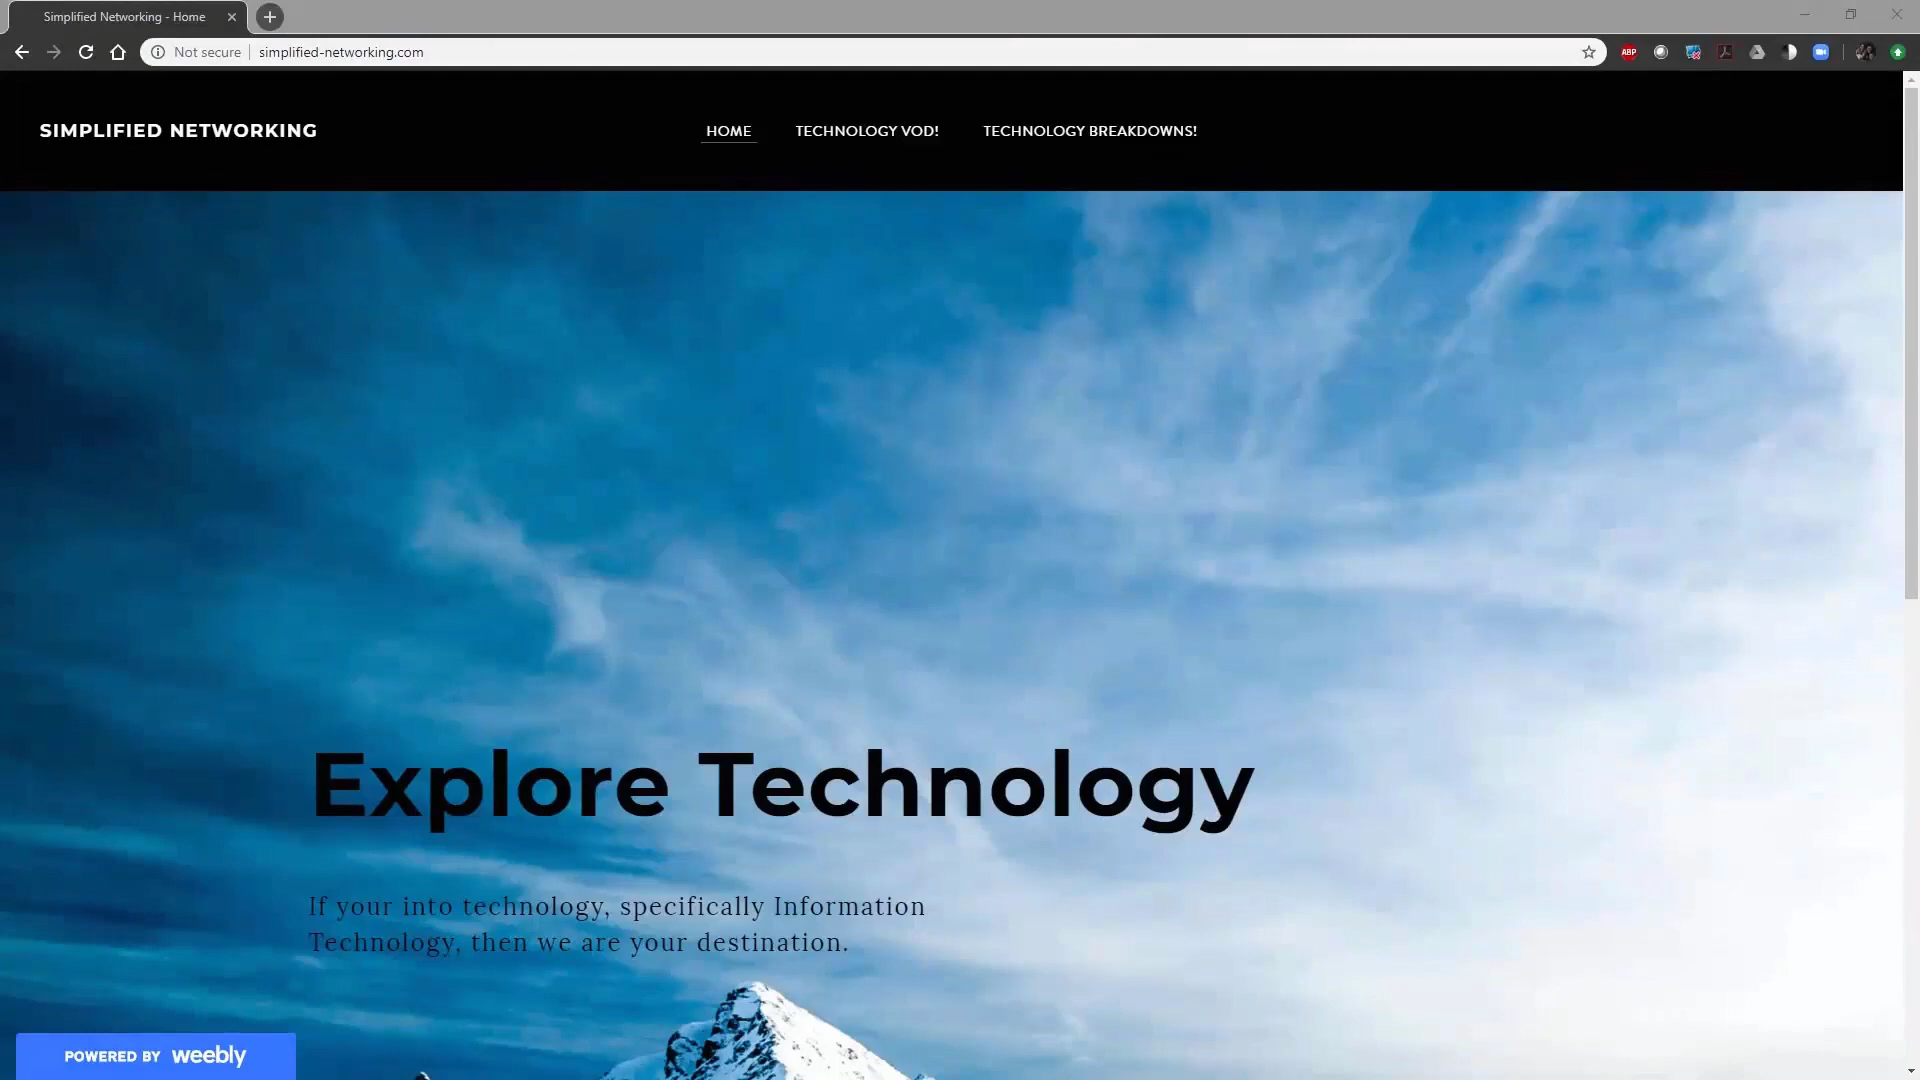 Simplified Networking - Home
Not secure
simplified-networking.com
ABP
SIMPLIFIED NETWORKING
HOME
TECHNOLOGY VOD!
TECHNOLOGY BREAKDOWNS!
Explore Technology
If your into technology, specifically Information
Technology, then we are your destination.
POWERED BY weebly